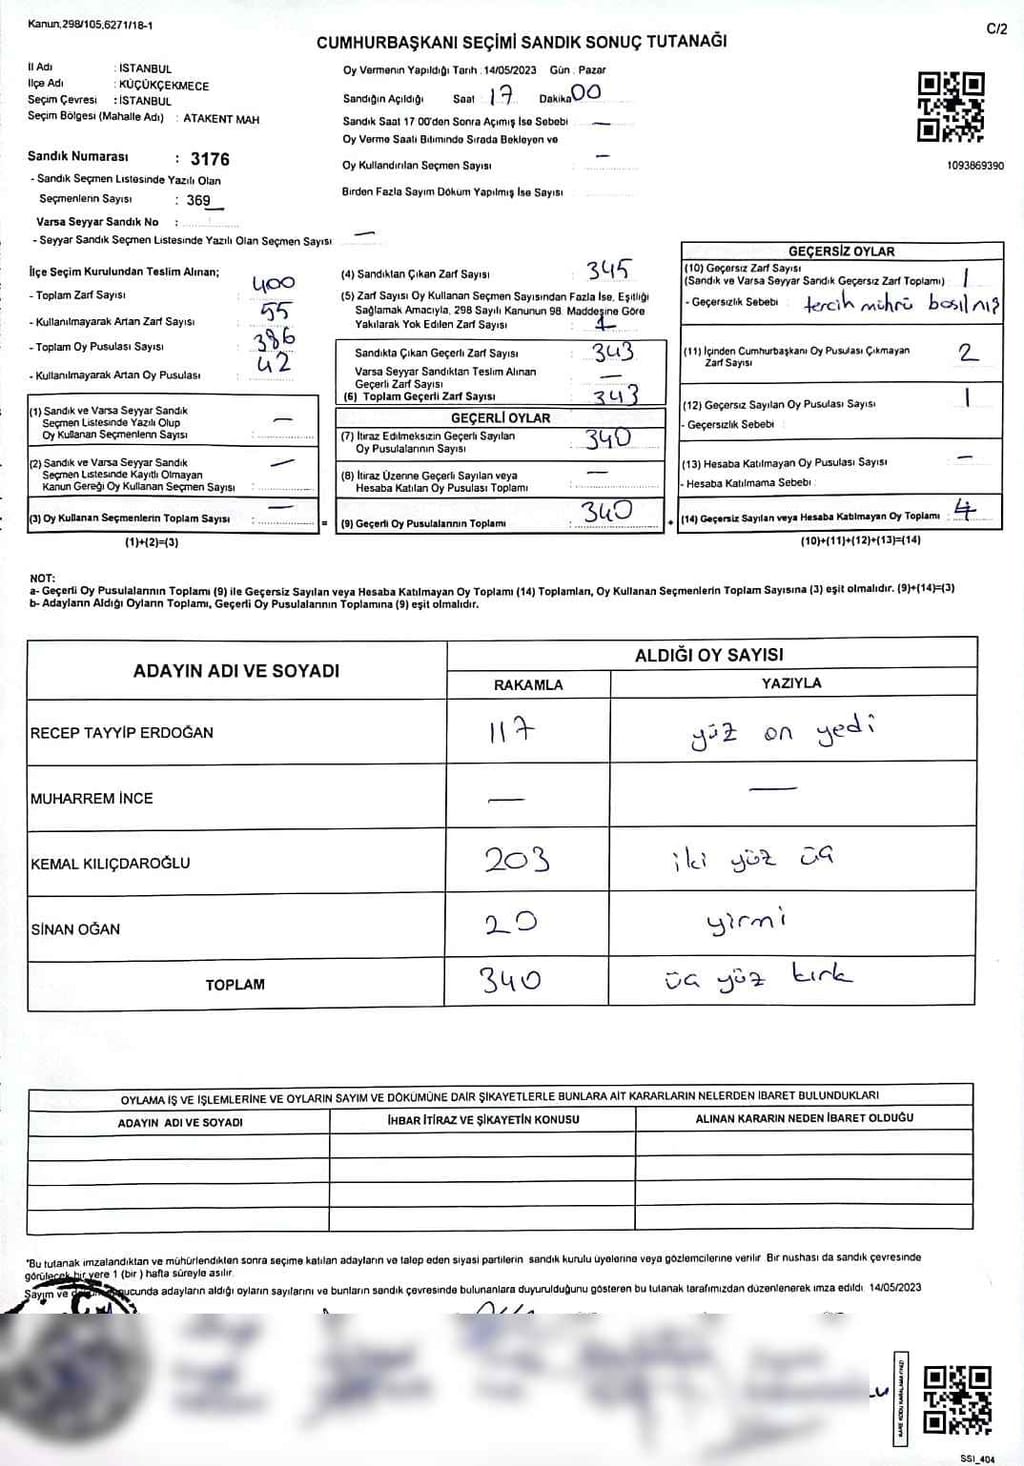 Kanun,298/105,6271/18-1
C/2
CUMHURBAŞKANI SEÇİMİ SANDIK SONUÇ TUTANAĞI
İl Adı : İSTANBUL
İlçe Adı : KÜÇÜKÇEKMECE
Seçim Çevresi : İSTANBUL
Seçim Bölgesi (Mahalle Adı) : ATAKENT MAH
Sandık Numarası : 3176
- Sandık Seçmen Listesinde Yazılı Olan
Seçmenlerin Sayısı : 369
Varsa Seyyar Sandık No :
- Seyyar Sandık Seçmen Listesinde Yazılı Olan Seçmen Sayısı —
Oy Vermenin Yapıldığı Tarih : 14/05/2023 Gün : Pazar
Sandığın Açıldığı Saat 17 Dakika 00
Sandık Saat 17 00'den Sonra Açımış İse Sebebi —
Oy Verme Saati Bitiminde Sırada Bekleyen ve
Oy Kullandırılan Seçmen Sayısı : —
Birden Fazla Sayım Döküm Yapılmış İse Sayısı
1093869390
İlçe Seçim Kurulundan Teslim Alınan;
- Toplam Zarf Sayısı : 400
- Kullanılmayarak Artan Zarf Sayısı : 55
- Toplam Oy Pusulası Sayısı : 386
- Kullanılmayarak Artan Oy Pusulası : 42
(1) Sandık ve Varsa Seyyar Sandık
Seçmen Listesinde Yazılı Olup
Oy Kullanan Seçmenlerin Sayısı : —
(2) Sandık ve Varsa Seyyar Sandık
Seçmen Listesinde Kayıtlı Olmayan
Kanun Gereği Oy Kullanan Seçmen Sayısı : —
(3) Oy Kullanan Seçmenlerin Toplam Sayısı : —
(1)+(2)=(3)
(4) Sandıktan Çıkan Zarf Sayısı : 345
(5) Zarf Sayısı Oy Kullanan Seçmen Sayısından Fazla İse, Eşitliği
Sağlamak Amacıyla, 298 Sayılı Kanunun 98. Maddesine Göre
Yakılarak Yok Edilen Zarf Sayısı :
Sandıkta Çıkan Geçerli Zarf Sayısı : 343
Varsa Seyyar Sandıktan Teslim Alınan
Geçerli Zarf Sayısı : —
(6) Toplam Geçerli Zarf Sayısı : 343
GEÇERLİ OYLAR
(7) İtiraz Edilmeksizin Geçerli Sayılan
Oy Pusulalarının Sayısı : 340
(8) İtiraz Üzerine Geçerli Sayılan veya
Hesaba Katılan Oy Pusulası Toplamı : —
= (9) Geçerli Oy Pusulalarının Toplamı : 340
GEÇERSİZ OYLAR
(10) Geçersiz Zarf Sayısı
(Sandık ve Varsa Seyyar Sandık Geçersiz Zarf Toplamı) : 1
- Geçersizlik Sebebi : tercih mührü
(11) İçinden Cumhurbaşkanı Oy Pusulası Çıkmayan
Zarf Sayısı : 2
(12) Geçersiz Sayılan Oy Pusulası Sayısı : 1
- Geçersizlik Sebebi :
(13) Hesaba Katılmayan Oy Pusulası Sayısı : —
- Hesaba Katılmama Sebebi :
+ (14) Geçersiz Sayılan veya Hesaba Katılmayan Oy Toplamı : 4
(10)+(11)+(12)+(13)=(14)
NOT:
a- Geçerli Oy Pusulalarının Toplamı (9) ile Geçersiz Sayılan veya Hesaba Katılmayan Oy Toplamı (14) Toplamları, Oy Kullanan Seçmenlerin Toplam Sayısına (3) eşit olmalıdır. (9)+(14)=(3)
b- Adayların Aldığı Oyların Toplamı, Geçerli Oy Pusulalarının Toplamına (9) eşit olmalıdır.
ADAYIN ADI VE SOYADI
ALDIĞI OY SAYISI
RAKAMLA YAZIYLA
RECEP TAYYİP ERDOĞAN 117 yüz on yedi
MUHARREM İNCE — —
KEMAL KILIÇDAROĞLU 203 iki yüz üç
SİNAN OĞAN 20 yirmi
TOPLAM 340 üç yüz kırk
OYLAMA İŞ VE İŞLEMLERİNE VE OYLARIN SAYIM VE DÖKÜMÜNE DAİR ŞİKAYETLERLE BUNLARA AİT KARARLARIN NELERDEN İBARET BULUNDUKLARI
ADAYIN ADI VE SOYADI İHBAR İTİRAZ VE ŞİKAYETİN KONUSU ALINAN KARARIN NEDEN İBARET OLDUĞU
*Bu tutanak imzalandıktan ve mühürlendikten sonra seçime katılan adayların ve talep eden siyasi partilerin sandık kurulu üyelerine veya gözlemcilerine verilir. Bir nushası da sandık çevresinde
görülecek bir yere 1 (bir) hafta süreyle asılır.
Sayım ve ucunda adayların aldığı oyların sayılarını ve bunların sandık çevresinde bulunanlara duyurulduğunu gösteren bu tutanak tarafımızdan düzenlenerek imza edildi. 14/05/2023
SSI_404